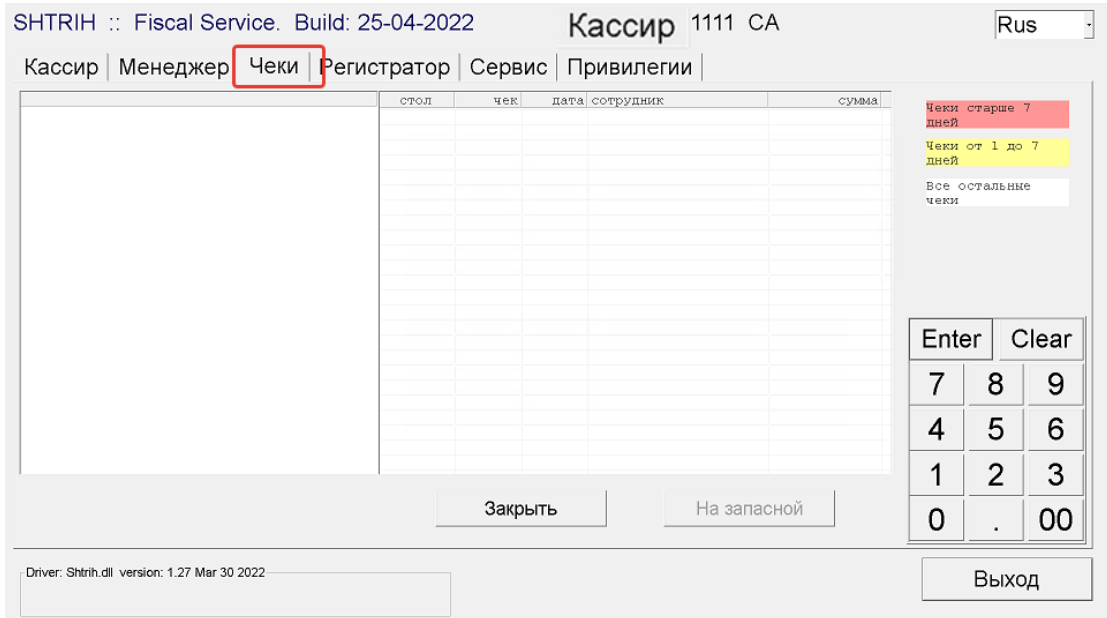 SHTRIH :: Fiscal Service. Build: 25-04-2022 Кассир 1111 CA Rus
Кассир Менеджер Чеки Регистратор Сервис Привилегии
стол чек дата сотрудник сумма
Чеки старше 7
дней
Чеки от 1 до 7
дней
Все остальные
чеки
Enter Clear
7 8 9
4 5 6
1 2 3
0 . 00
Закрыть На запасной
Driver: Shtrih.dll version: 1.27 Mar 30 2022
Выход